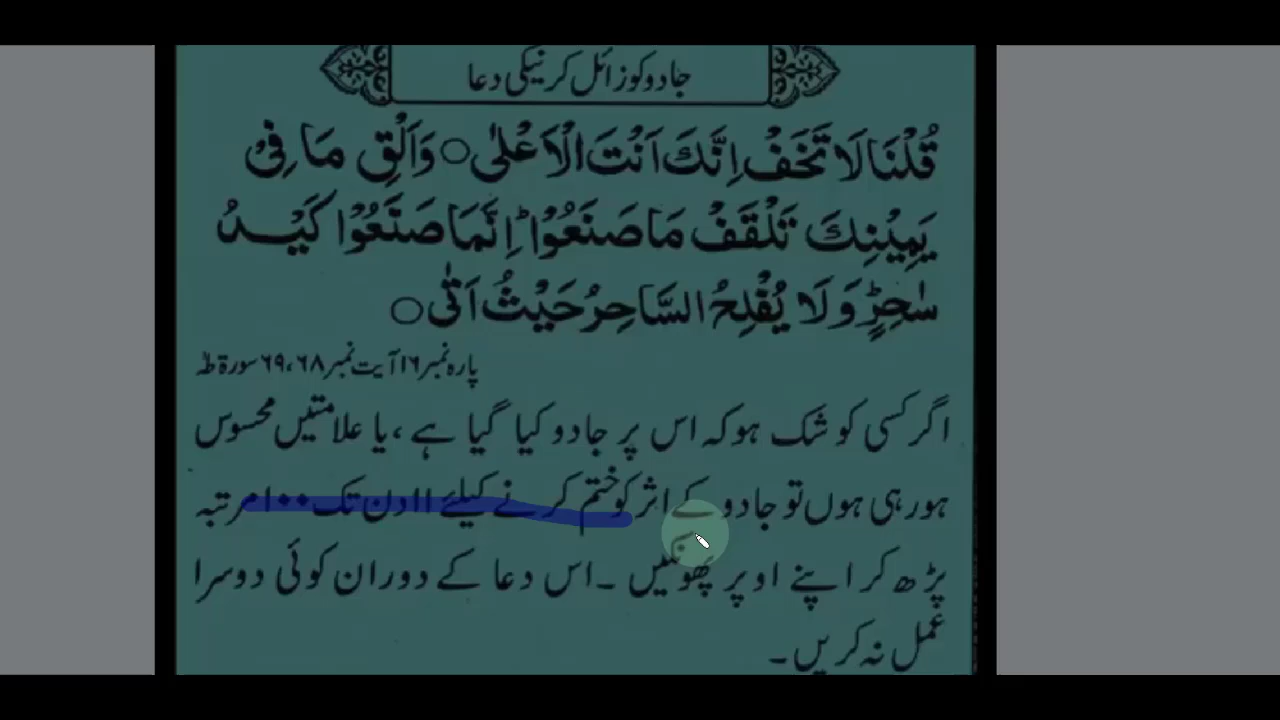 جادو کو زائل کرنیکی دعا
قُلْنَا لَا تَخَفْ اِنَّكَ اَنْتَ الْاَعْلٰى ○ وَاَلْقِ مَا فِیْ
یَمِیْنِكَ تَلْقَفْ مَا صَنَعُوْا ؕ اِنَّمَا صَنَعُوْا كَیْدُ
سٰحِرٍ ؕ وَلَا یُفْلِحُ السَّاحِرُ حَیْثُ اَتٰى ○
پارہ نمبر ۱۶ آیت نمبر ۶۸، ۶۹ سورۃ طٰہٰ
اگر کسی کو شک ہو کہ اس پر جادو کیا گیا ہے، یا علامتیں محسوس
ہو رہی ہوں تو جادو کے اثر کو ختم کرنے کیلئے ۱۱ دن تک ۱۰۰ مرتبہ
پڑھ کر اپنے اوپر پھونکیں ۔ اس دعا کے دوران کوئی دوسرا
عمل نہ کریں ۔